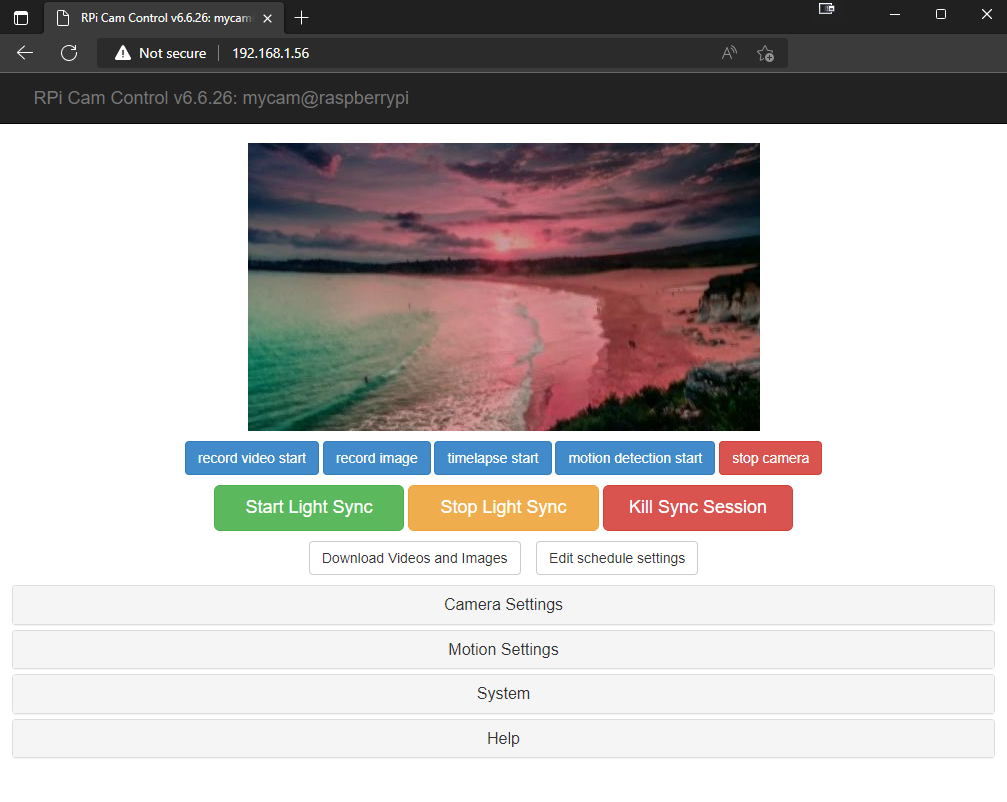 RPi Cam Control v6.6.26: mycam
Not secure 192.168.1.56
RPi Cam Control v6.6.26: mycam@raspberrypi
record video start record image timelapse start motion detection start stop camera
Start Light Sync Stop Light Sync Kill Sync Session
Download Videos and Images Edit schedule settings
Camera Settings
Motion Settings
System
Help